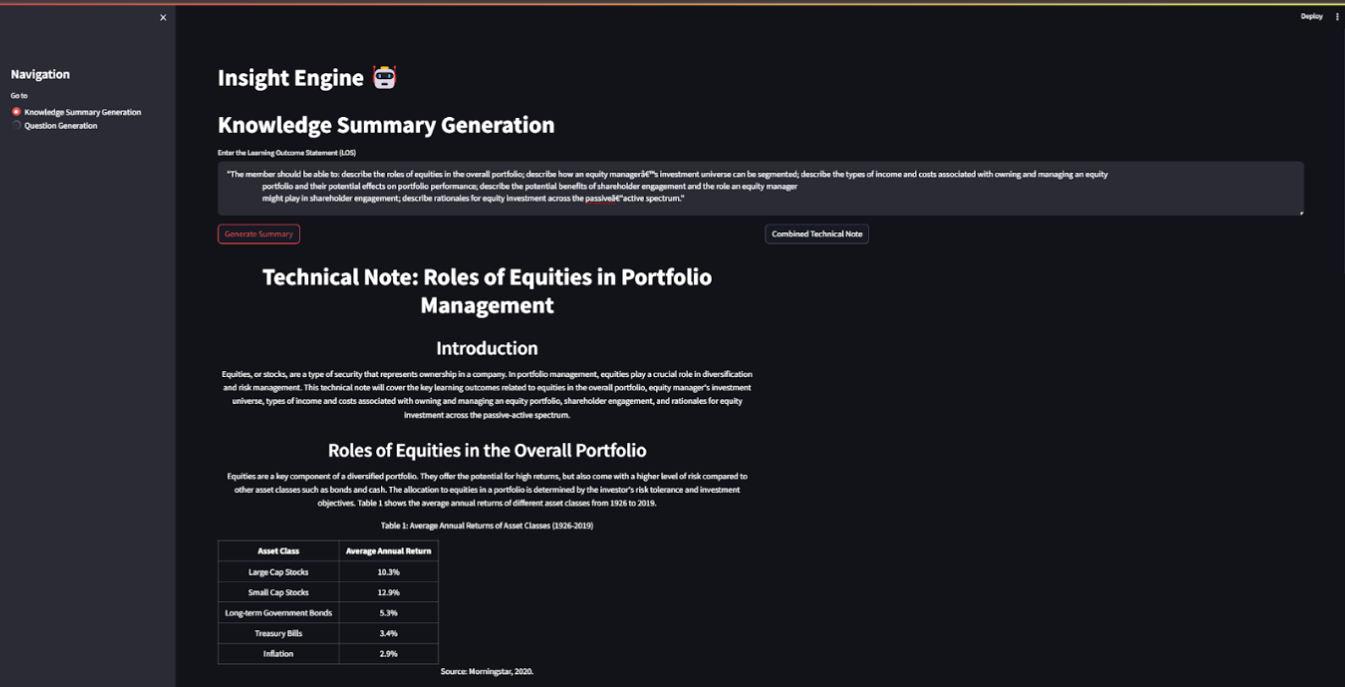 ×
Deploy
Navigation
Go to
Knowledge Summary Generation
Question Generation
Insight Engine
Knowledge Summary Generation
Enter the Learning Outcome Statement (LOS)
"The member should be able to: describe the roles of equities in the overall portfolio; describe how an equity managerâ€™s investment universe can be segmented; describe the types of income and costs associated with owning and managing an equity
portfolio and their potential effects on portfolio performance; describe the potential benefits of shareholder engagement and the role an equity manager
might play in shareholder engagement; describe rationales for equity investment across the passiveâ€"active spectrum."
Generate Summary
Combined Technical Note
Technical Note: Roles of Equities in Portfolio
Management
Introduction
Equities, or stocks, are a type of security that represents ownership in a company. In portfolio management, equities play a crucial role in diversification
and risk management. This technical note will cover the key learning outcomes related to equities in the overall portfolio, equity manager's investment
universe, types of income and costs associated with owning and managing an equity portfolio, shareholder engagement, and rationales for equity
investment across the passive-active spectrum.
Roles of Equities in the Overall Portfolio
Equities are a key component of a diversified portfolio. They offer the potential for high returns, but also come with a higher level of risk compared to
other asset classes such as bonds and cash. The allocation to equities in a portfolio is determined by the investor's risk tolerance and investment
objectives. Table 1 shows the average annual returns of different asset classes from 1926 to 2019.
Table 1: Average Annual Returns of Asset Classes (1926-2019)
Asset Class Average Annual Return
Large Cap Stocks 10.3%
Small Cap Stocks 12.9%
Long-term Government Bonds 5.3%
Treasury Bills 3.4%
Inflation 2.9%
Source: Morningstar, 2020.